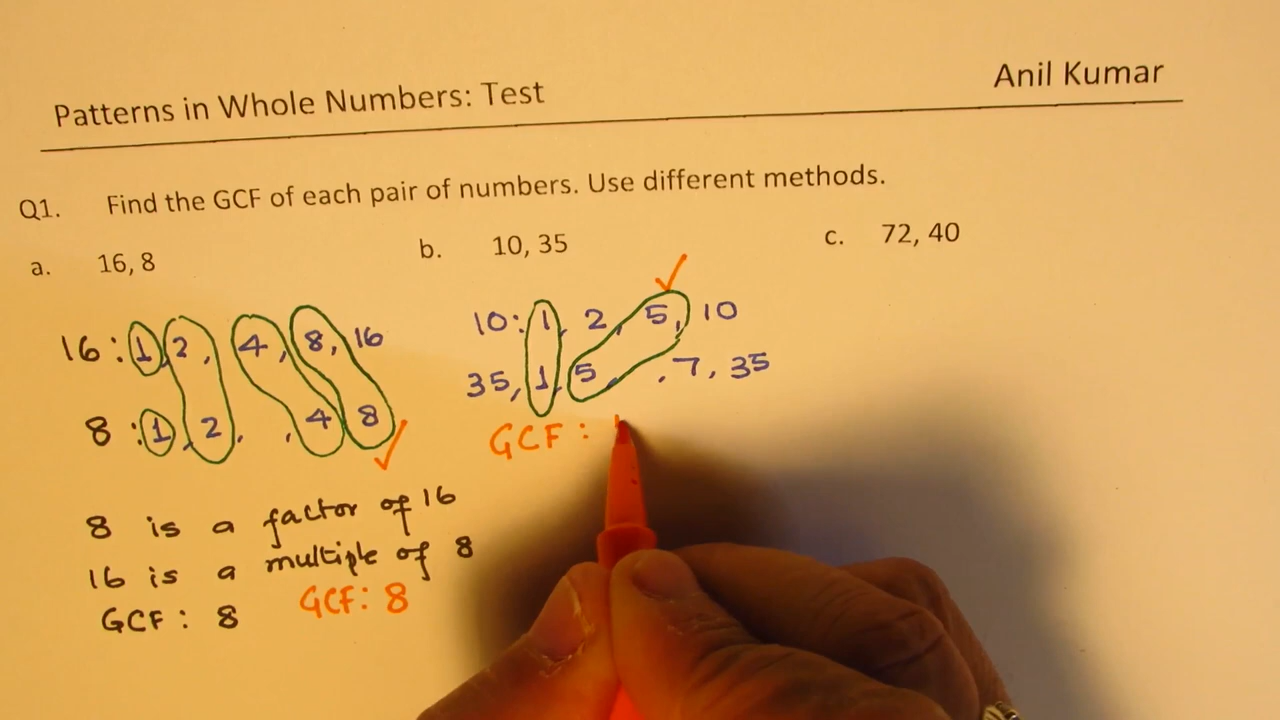 Patterns in Whole Numbers: Test
Anil Kumar
Q1. Find the GCF of each pair of numbers. Use different methods.
a. 16, 8
b. 10, 35
c. 72, 40
16: 1, 2, 4, 8, 16
8: 1, 2, , , 4 8
8 is a factor of 16
16 is a multiple of 8
GCF: 8 GCF: 8
10: 1, 2, 5, 10
35, 1, 5, , 7, 35
GCF: